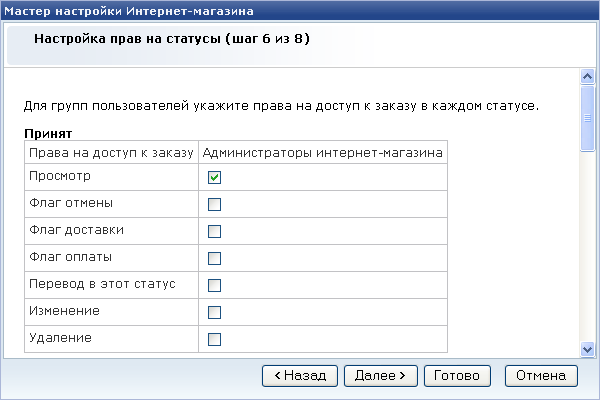 Мастер настройки Интернет-магазина
Настройка прав на статусы (шаг 6 из 8)
Для групп пользователей укажите права на доступ к заказу в каждом статусе.
Принят
Права на доступ к заказу Администраторы интернет-магазина
Просмотр
Флаг отмены
Флаг доставки
Флаг оплаты
Перевод в этот статус
Изменение
Удаление
< Назад Далее > Готово Отмена